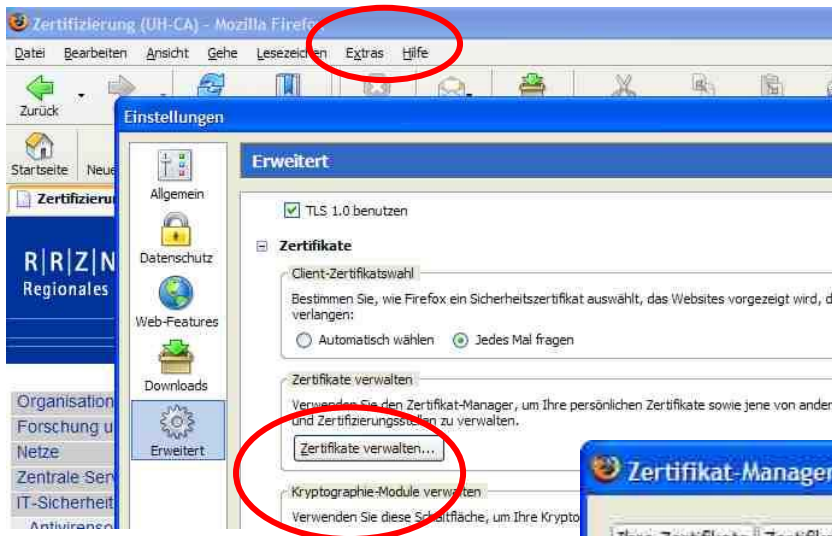 Zertifizierung (UH-CA) - Mozilla Firefox
Datei Bearbeiten Ansicht Gehe Lesezeichen Extras Hilfe
Zurück
Startseite Neue
Zertifizieru
R|R|Z|N
Regionales
Organisation
Forschung u
Netze
Zentrale Ser
IT-Sicherheit
Antivirenso
Einstellungen
Allgemein
Datenschutz
Web-Features
Downloads
Erweitert
Erweitert
TLS 1.0 benutzen
Zertifikate
Client-Zertifikatswahl
Bestimmen Sie, wie Firefox ein Sicherheitszertifikat auswählt, das Websites vorgezeigt wird, d
verlangen:
Automatisch wählen Jedes Mal fragen
Zertifikate verwalten
Verwenden Sie den Zertifikat-Manager, um Ihre persönlichen Zertifikate sowie jene von ander
und Zertifizierungsstellen zu verwalten.
Zertifikate verwalten...
Kryptographie-Module verwalten
Verwenden Sie diese Schaltfläche, um Ihre Krypto
Zertifikat-Manager